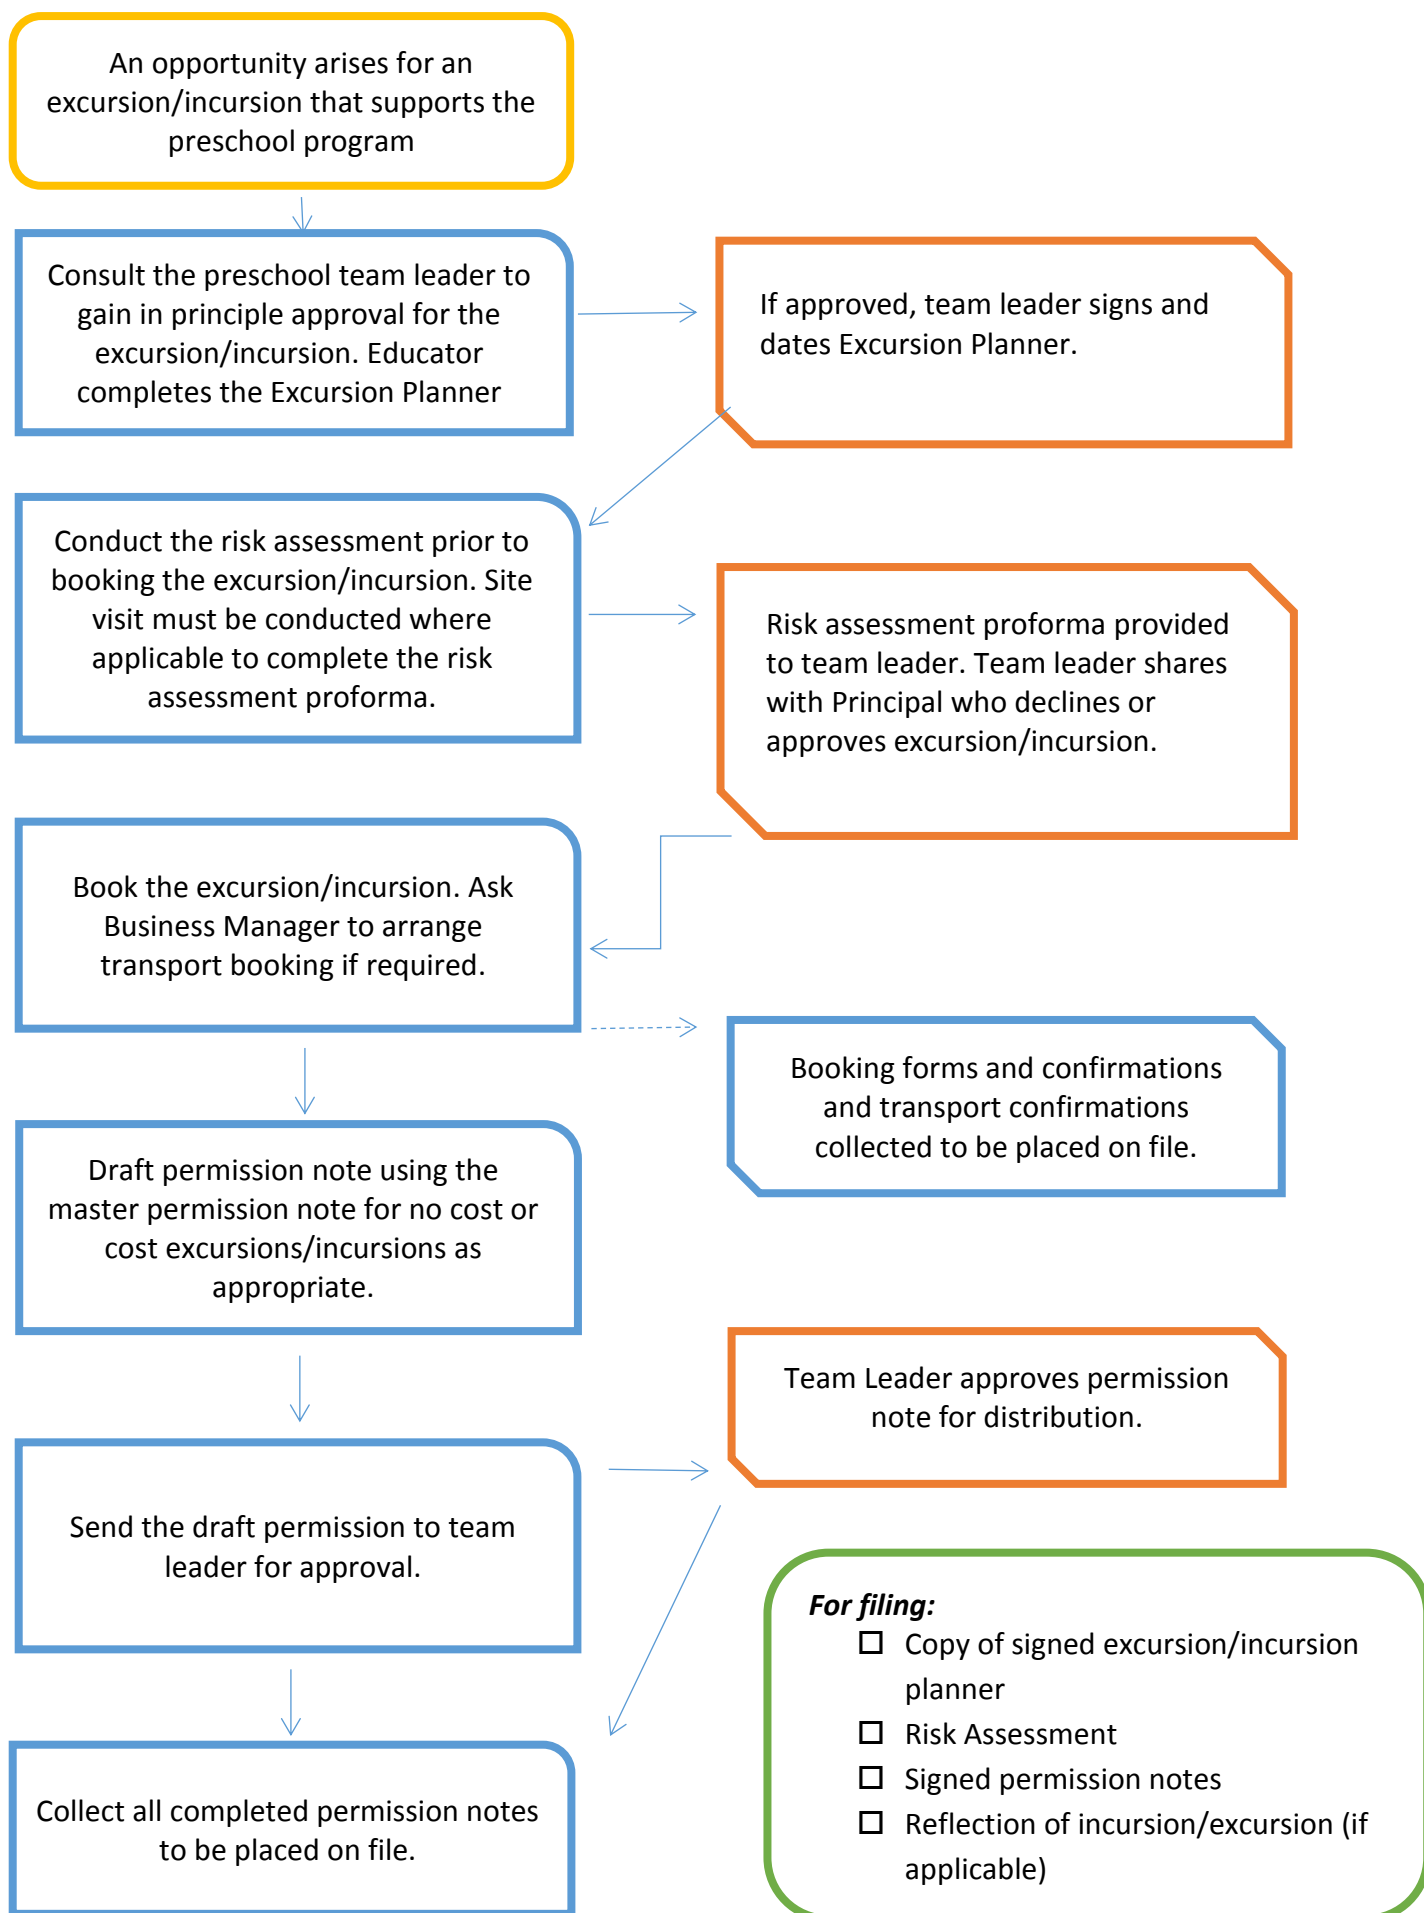 An opportunity arises for an
excursion/incursion that supports the
preschool program
Consult the preschool team leader to
gain in principle approval for the
excursion/incursion. Educator
completes the Excursion Planner
If approved, team leader signs and
dates Excursion Planner.
Conduct the risk assessment prior to
booking the excursion/incursion. Site
visit must be conducted where
applicable to complete the risk
assessment proforma.
Risk assessment proforma provided
to team leader. Team leader shares
with Principal who declines or
approves excursion/incursion.
Book the excursion/incursion. Ask
Business Manager to arrange
transport booking if required.
Booking forms and confirmations
and transport confirmations
collected to be placed on file.
Draft permission note using the
master permission note for no cost or
cost excursions/incursions as
appropriate.
Team Leader approves permission
note for distribution.
Send the draft permission to team
leader for approval.
For filing:
☐ Copy of signed excursion/incursion
planner
☐ Risk Assessment
☐ Signed permission notes
☐ Reflection of incursion/excursion (if
applicable)
Collect all completed permission notes
to be placed on file.